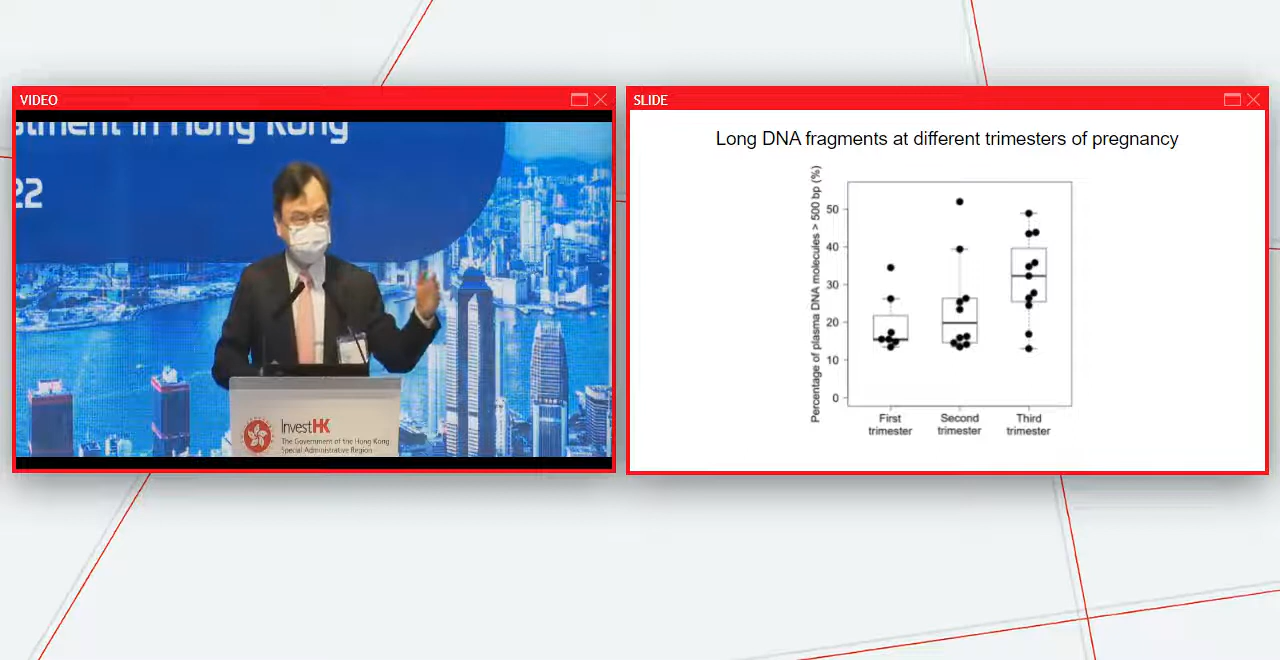 VIDEO
estment in Hong Kong
22
InvestHK
The Government of the Hong Kong
Special Administrative Region
SLIDE
Long DNA fragments at different trimesters of pregnancy
Percentage of plasma DNA molecules > 500 bp (%)
50
40
30
20
10
0
First
trimester
Second
trimester
Third
trimester